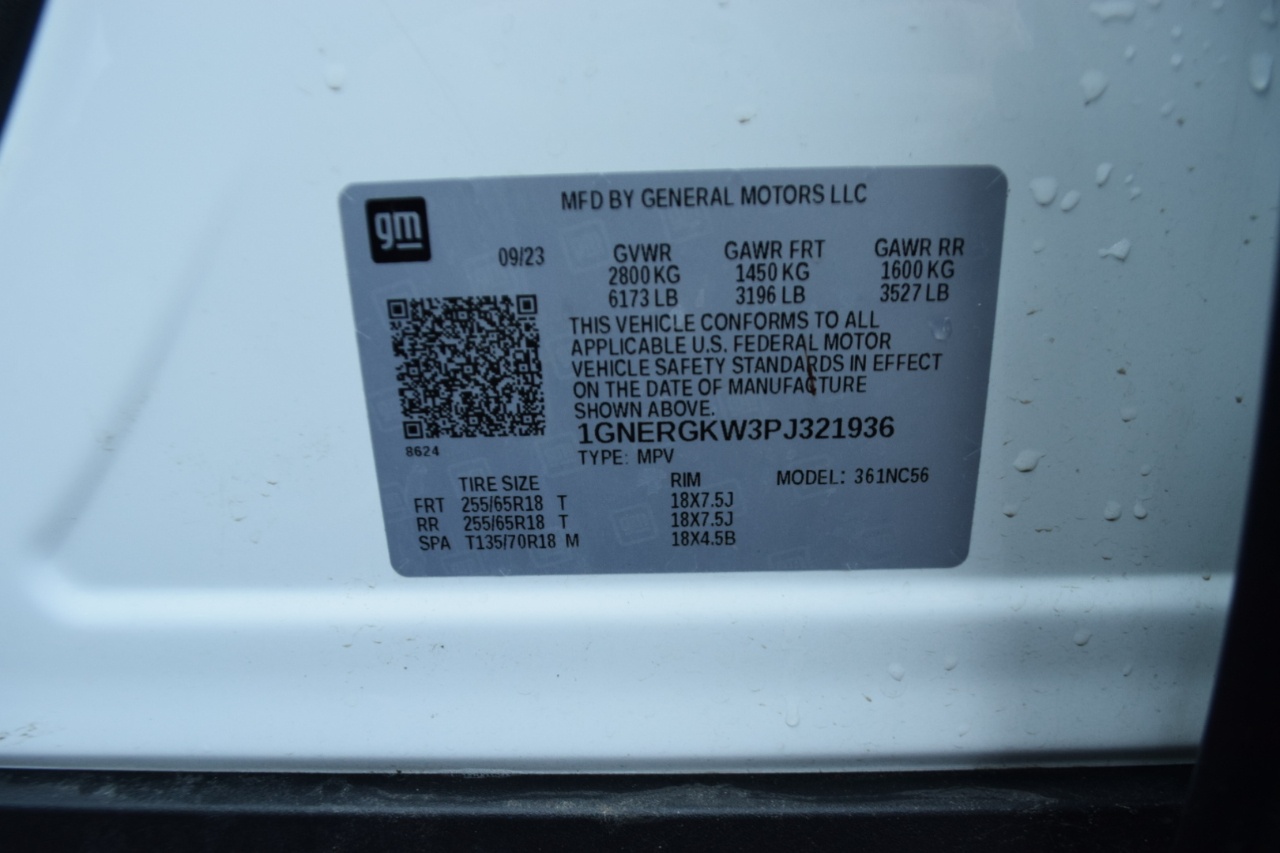 MFD BY GENERAL MOTORS LLC
gm
09/23 GVWR GAWR FRT GAWR RR
2800 KG 1450 KG 1600 KG
6173 LB 3196 LB 3527 LB
THIS VEHICLE CONFORMS TO ALL
APPLICABLE U.S. FEDERAL MOTOR
VEHICLE SAFETY STANDARDS IN EFFECT
ON THE DATE OF MANUFACTURE
SHOWN ABOVE.
1GNERGKW3PJ321936
8624
TYPE: MPV
TIRE SIZE RIM MODEL: 361NC56
FRT 255/65R18 T 18X7.5J
RR 255/65R18 T 18X7.5J
SPA T135/70R18 M 18X4.5B